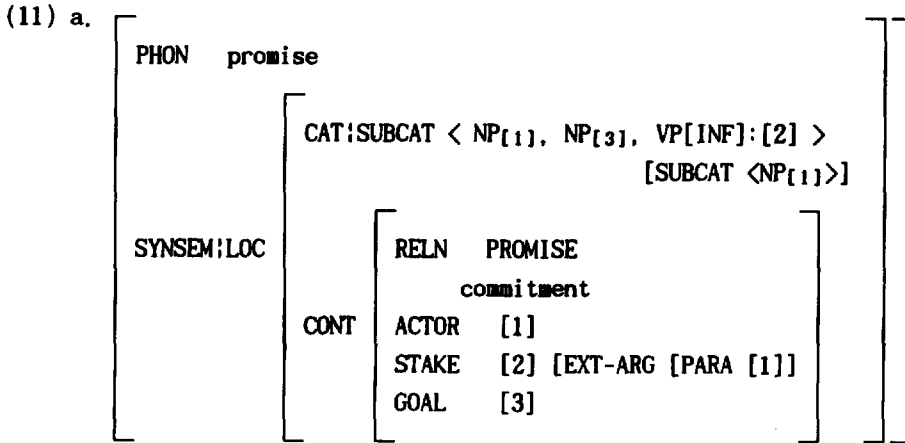 (11) a.
PHON promise
CAT¦SUBCAT < NP[1], NP[3], VP[INF]:[2] >
[SUBCAT <NP[1]>]
SYNSEM¦LOC
RELN PROMISE
commitment
CONT ACTOR [1]
STAKE [2] [EXT-ARG [PARA [1]]
GOAL [3]